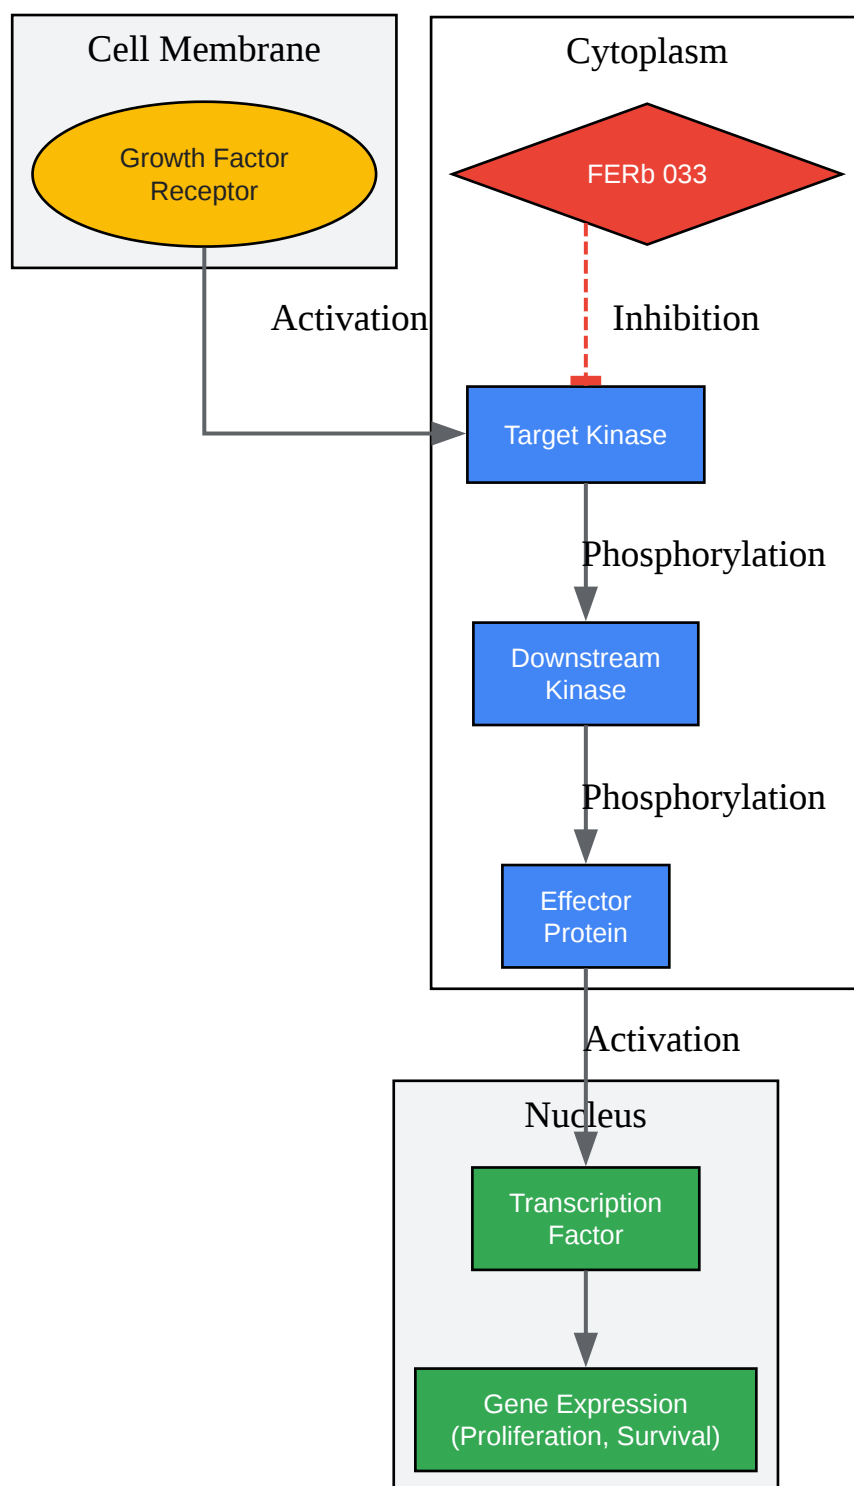 Cell Membrane
Growth Factor
Receptor
Cytoplasm
FERb 033
Activation
Inhibition
Target Kinase
Phosphorylation
Downstream
Kinase
Phosphorylation
Effector
Protein
Activation
Nucleus
Transcription
Factor
Gene Expression
(Proliferation, Survival)